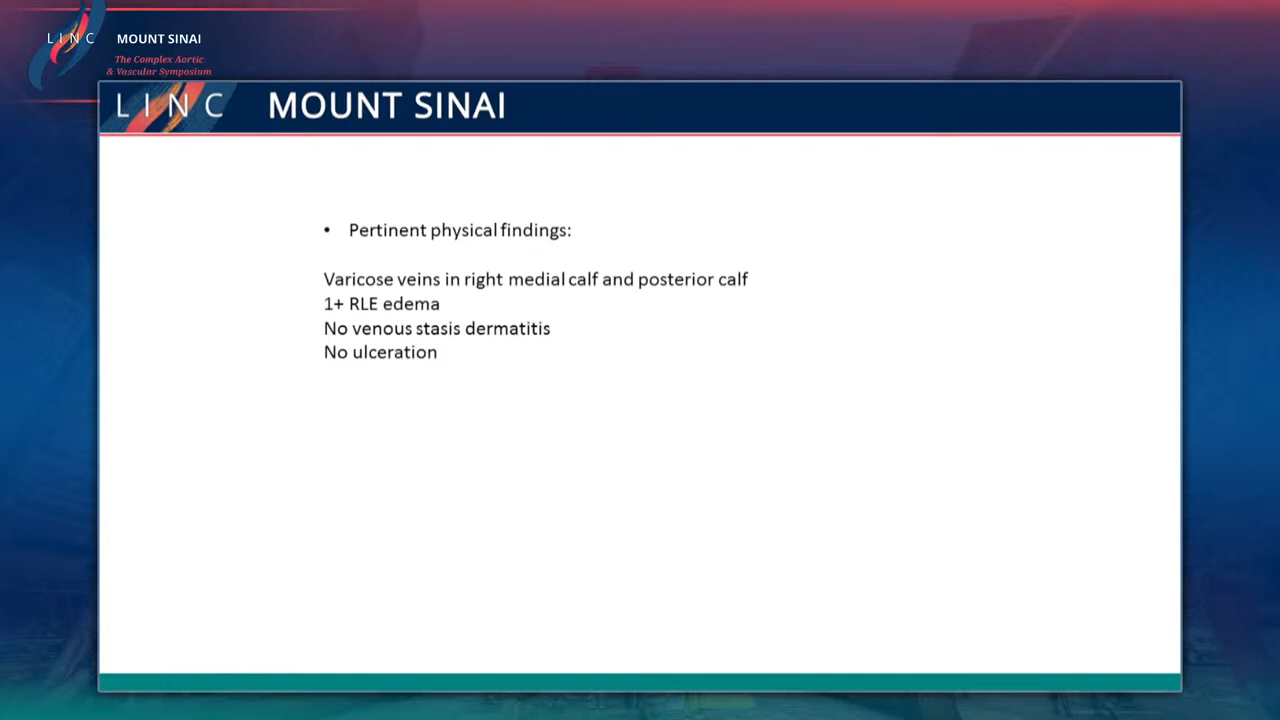 LINC MOUNT SINAI
The Complex Aortic
& Vascular Symposium
LINC MOUNT SINAI
• Pertinent physical findings:
Varicose veins in right medial calf and posterior calf
1+ RLE edema
No venous stasis dermatitis
No ulceration